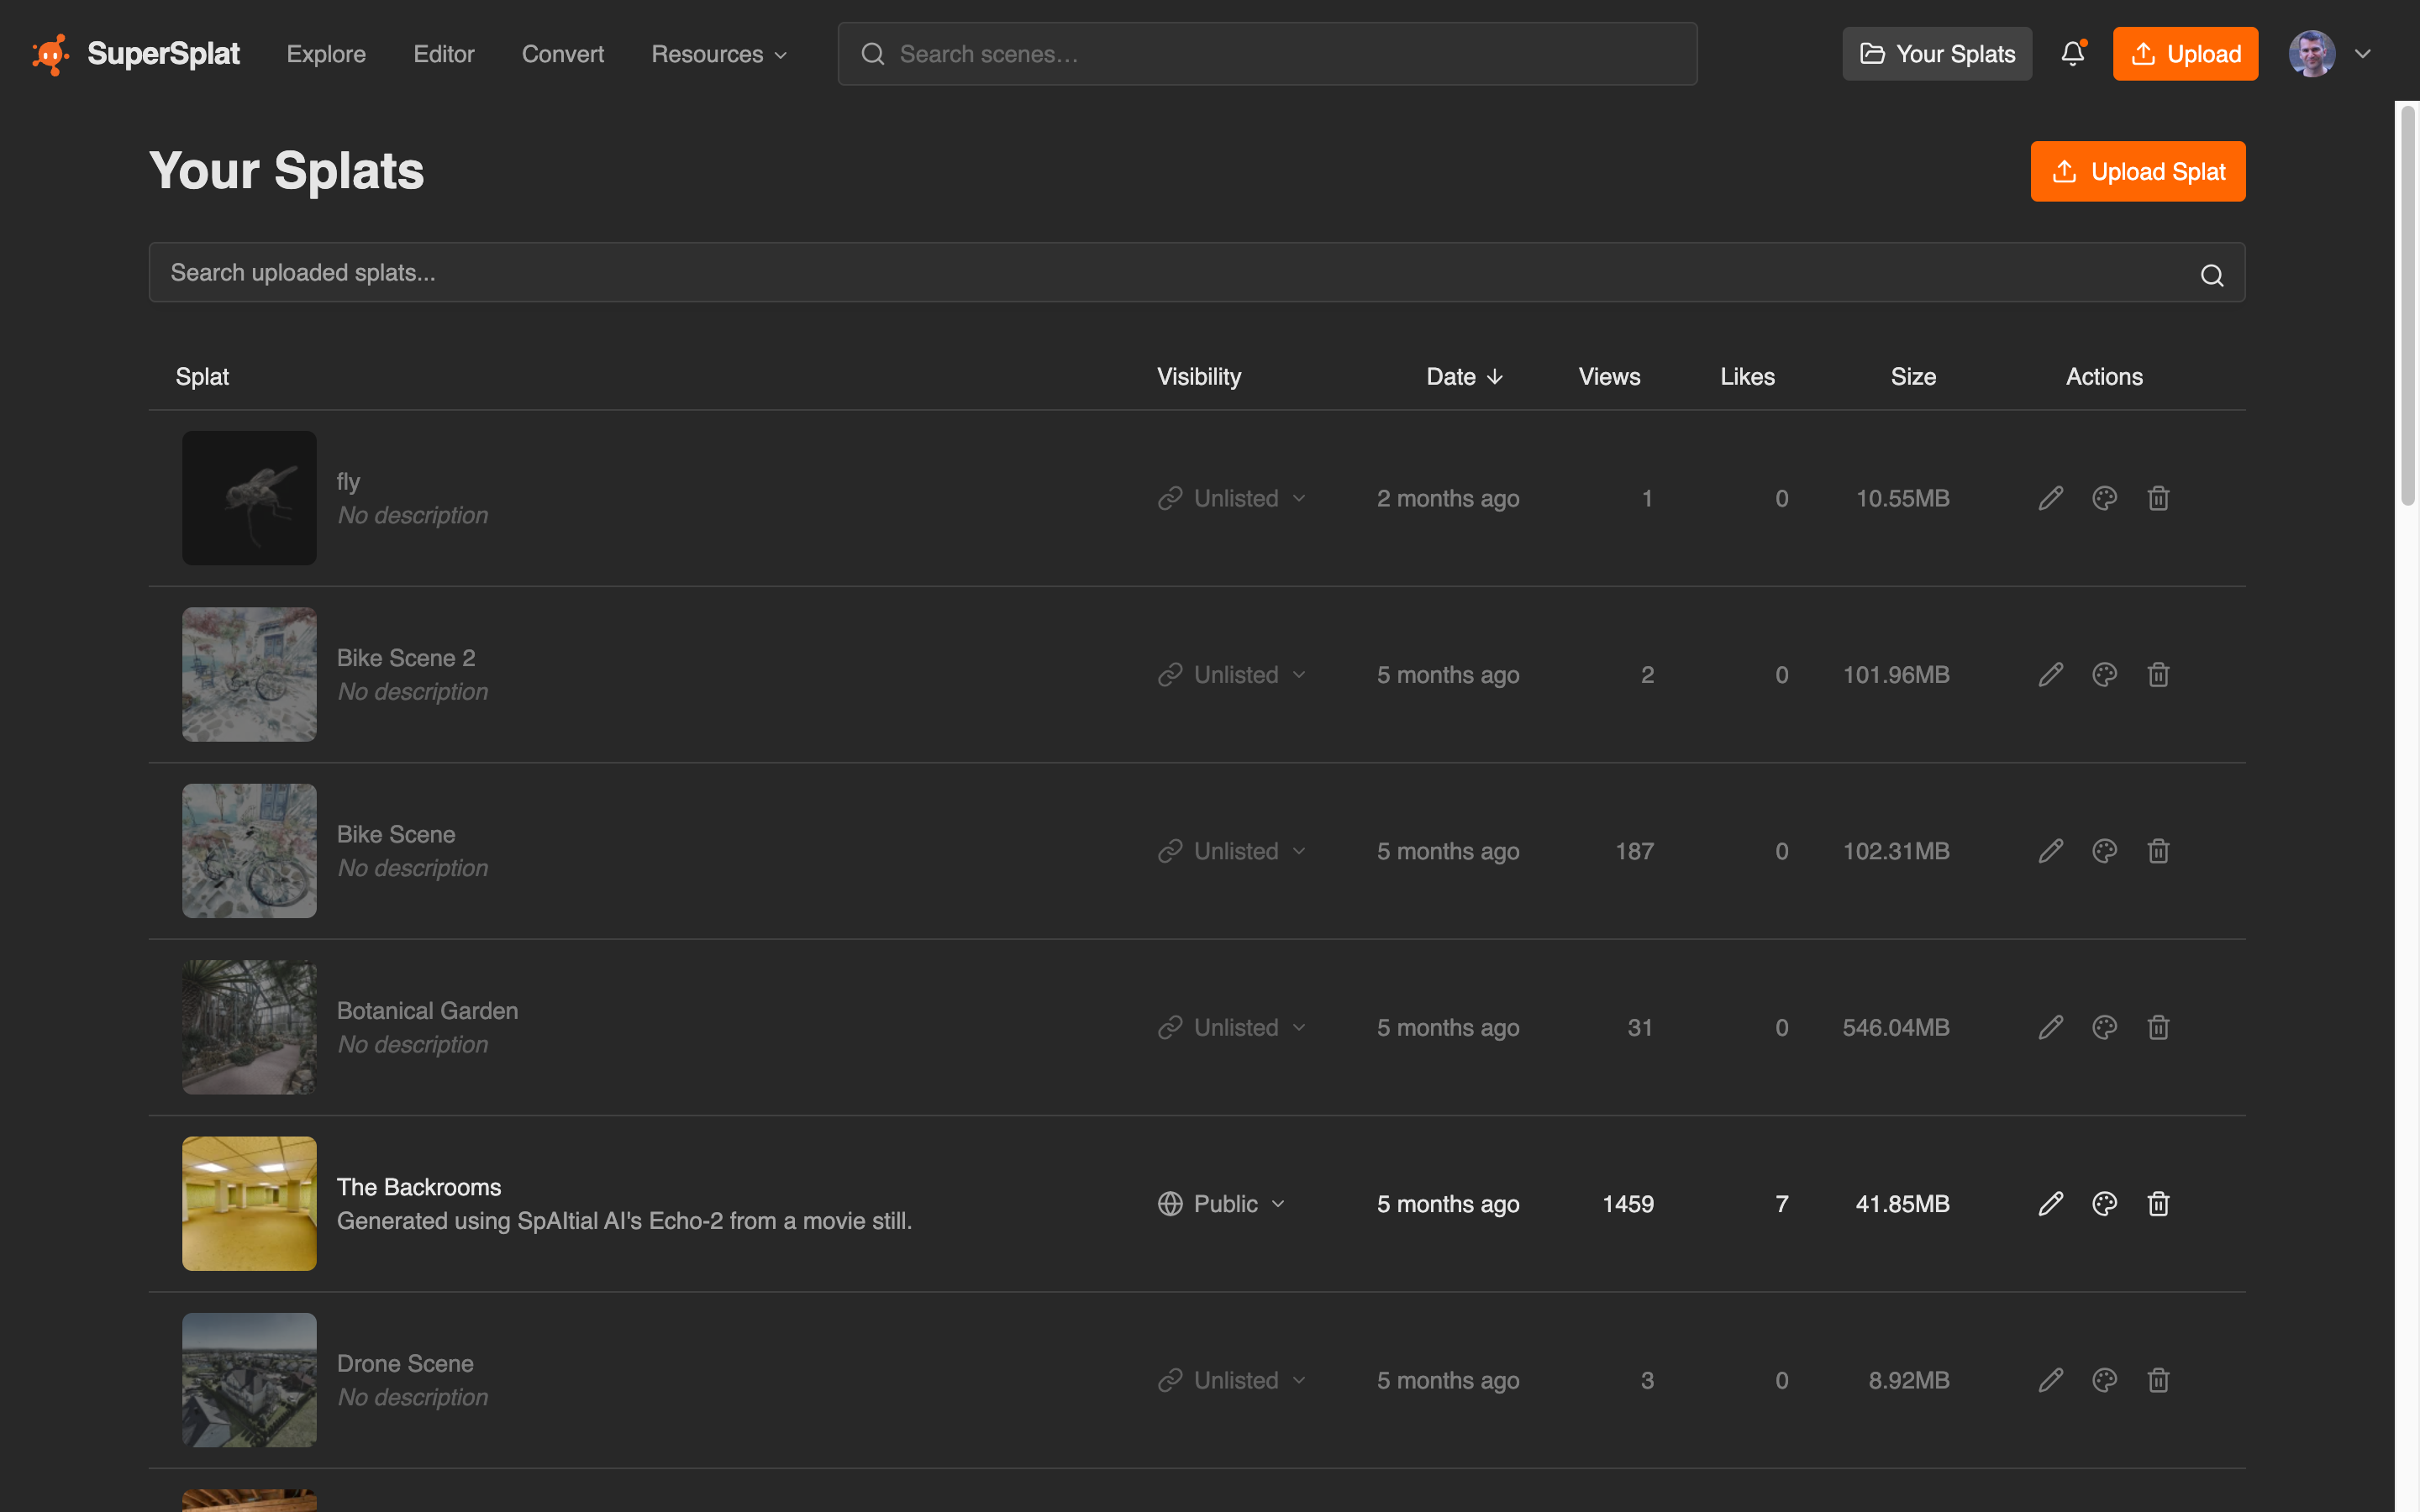 SuperSplat Explore Editor Convert Resources Search scenes... Your Splats Upload
Your Splats Upload Splat
Search uploaded splats...
Splat Visibility Date Views Likes Size Actions
fly
No description
Unlisted 2 months ago 1 0 10.55MB
Bike Scene 2
No description
Unlisted 5 months ago 2 0 101.96MB
Bike Scene
No description
Unlisted 5 months ago 187 0 102.31MB
Botanical Garden
No description
Unlisted 5 months ago 31 0 546.04MB
The Backrooms
Generated using SpAItial AI's Echo-2 from a movie still.
Public 5 months ago 1459 7 41.85MB
Drone Scene
No description
Unlisted 5 months ago 3 0 8.92MB